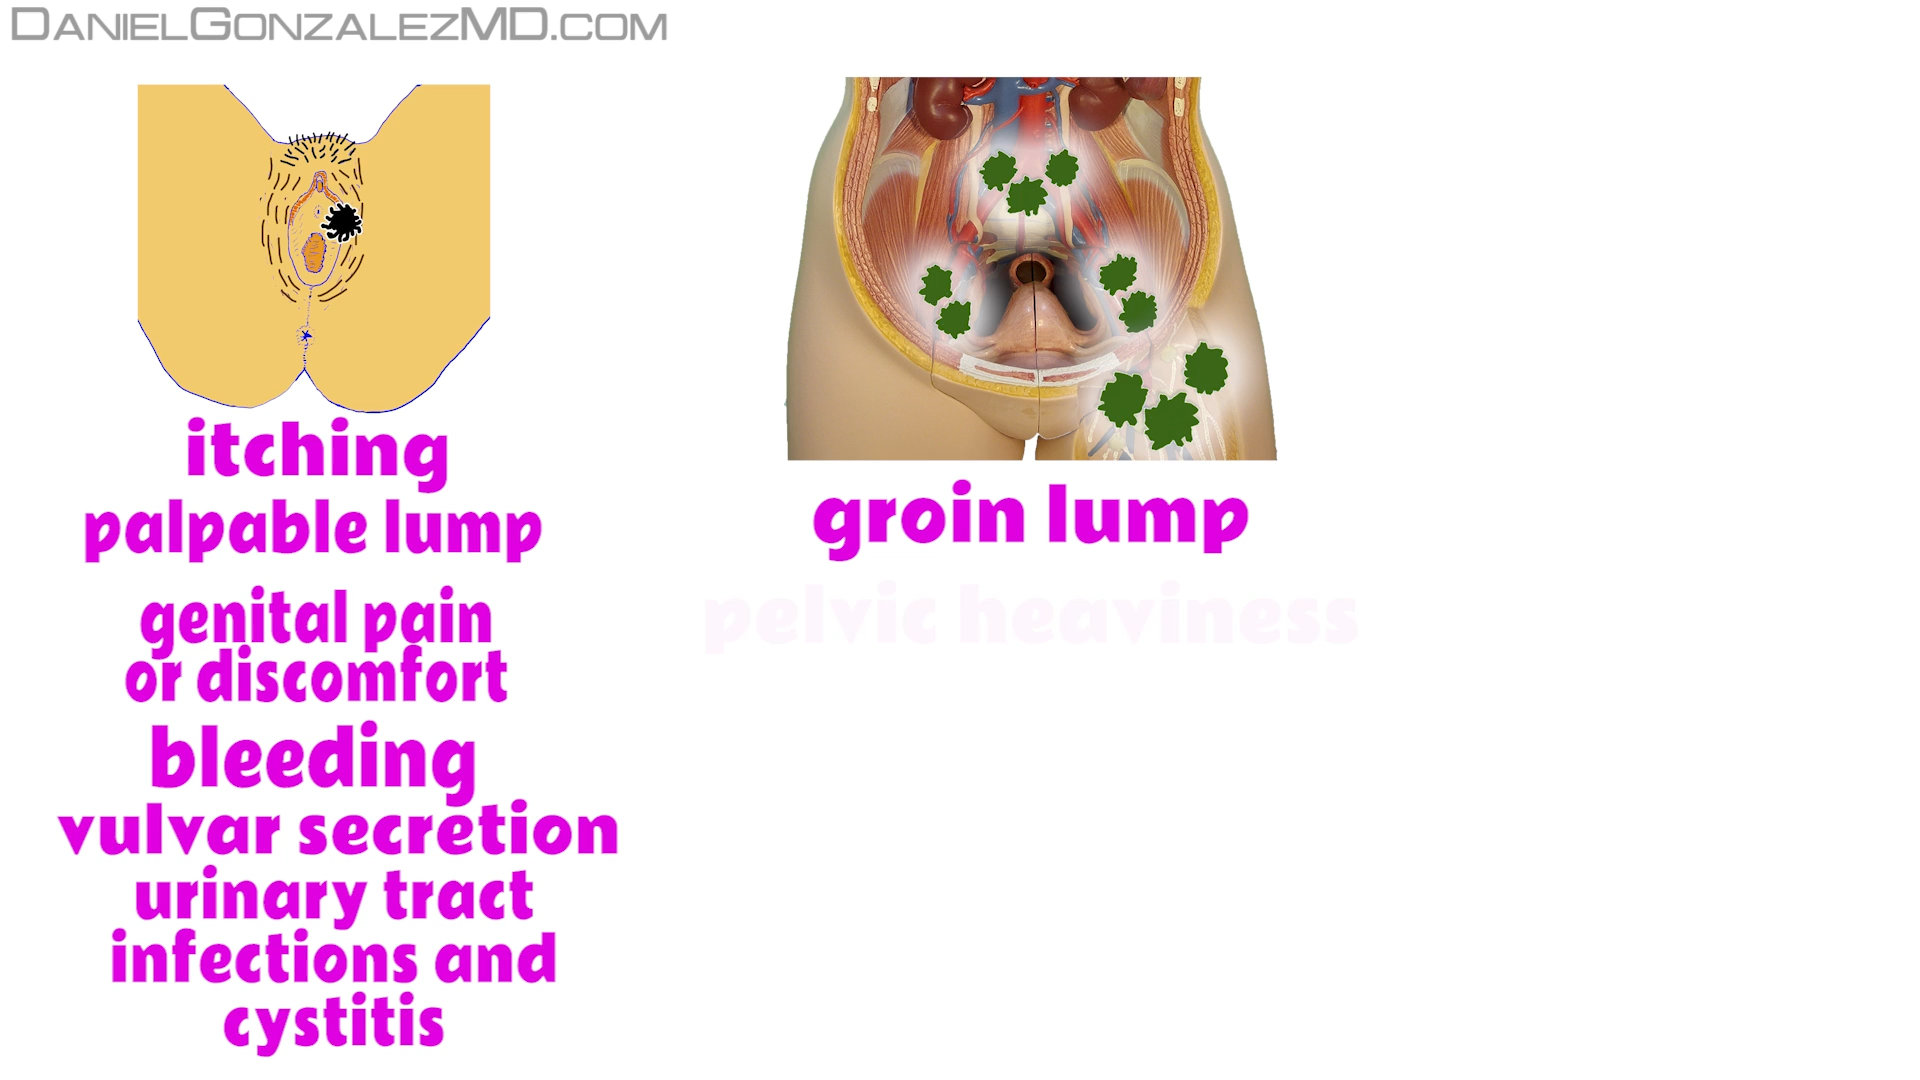 DanielGonzalezMD.com
itching
palpable lump
genital pain
or discomfort
bleeding
vulvar secretion
urinary tract
infections and
cystitis
groin lump
pelvic heaviness